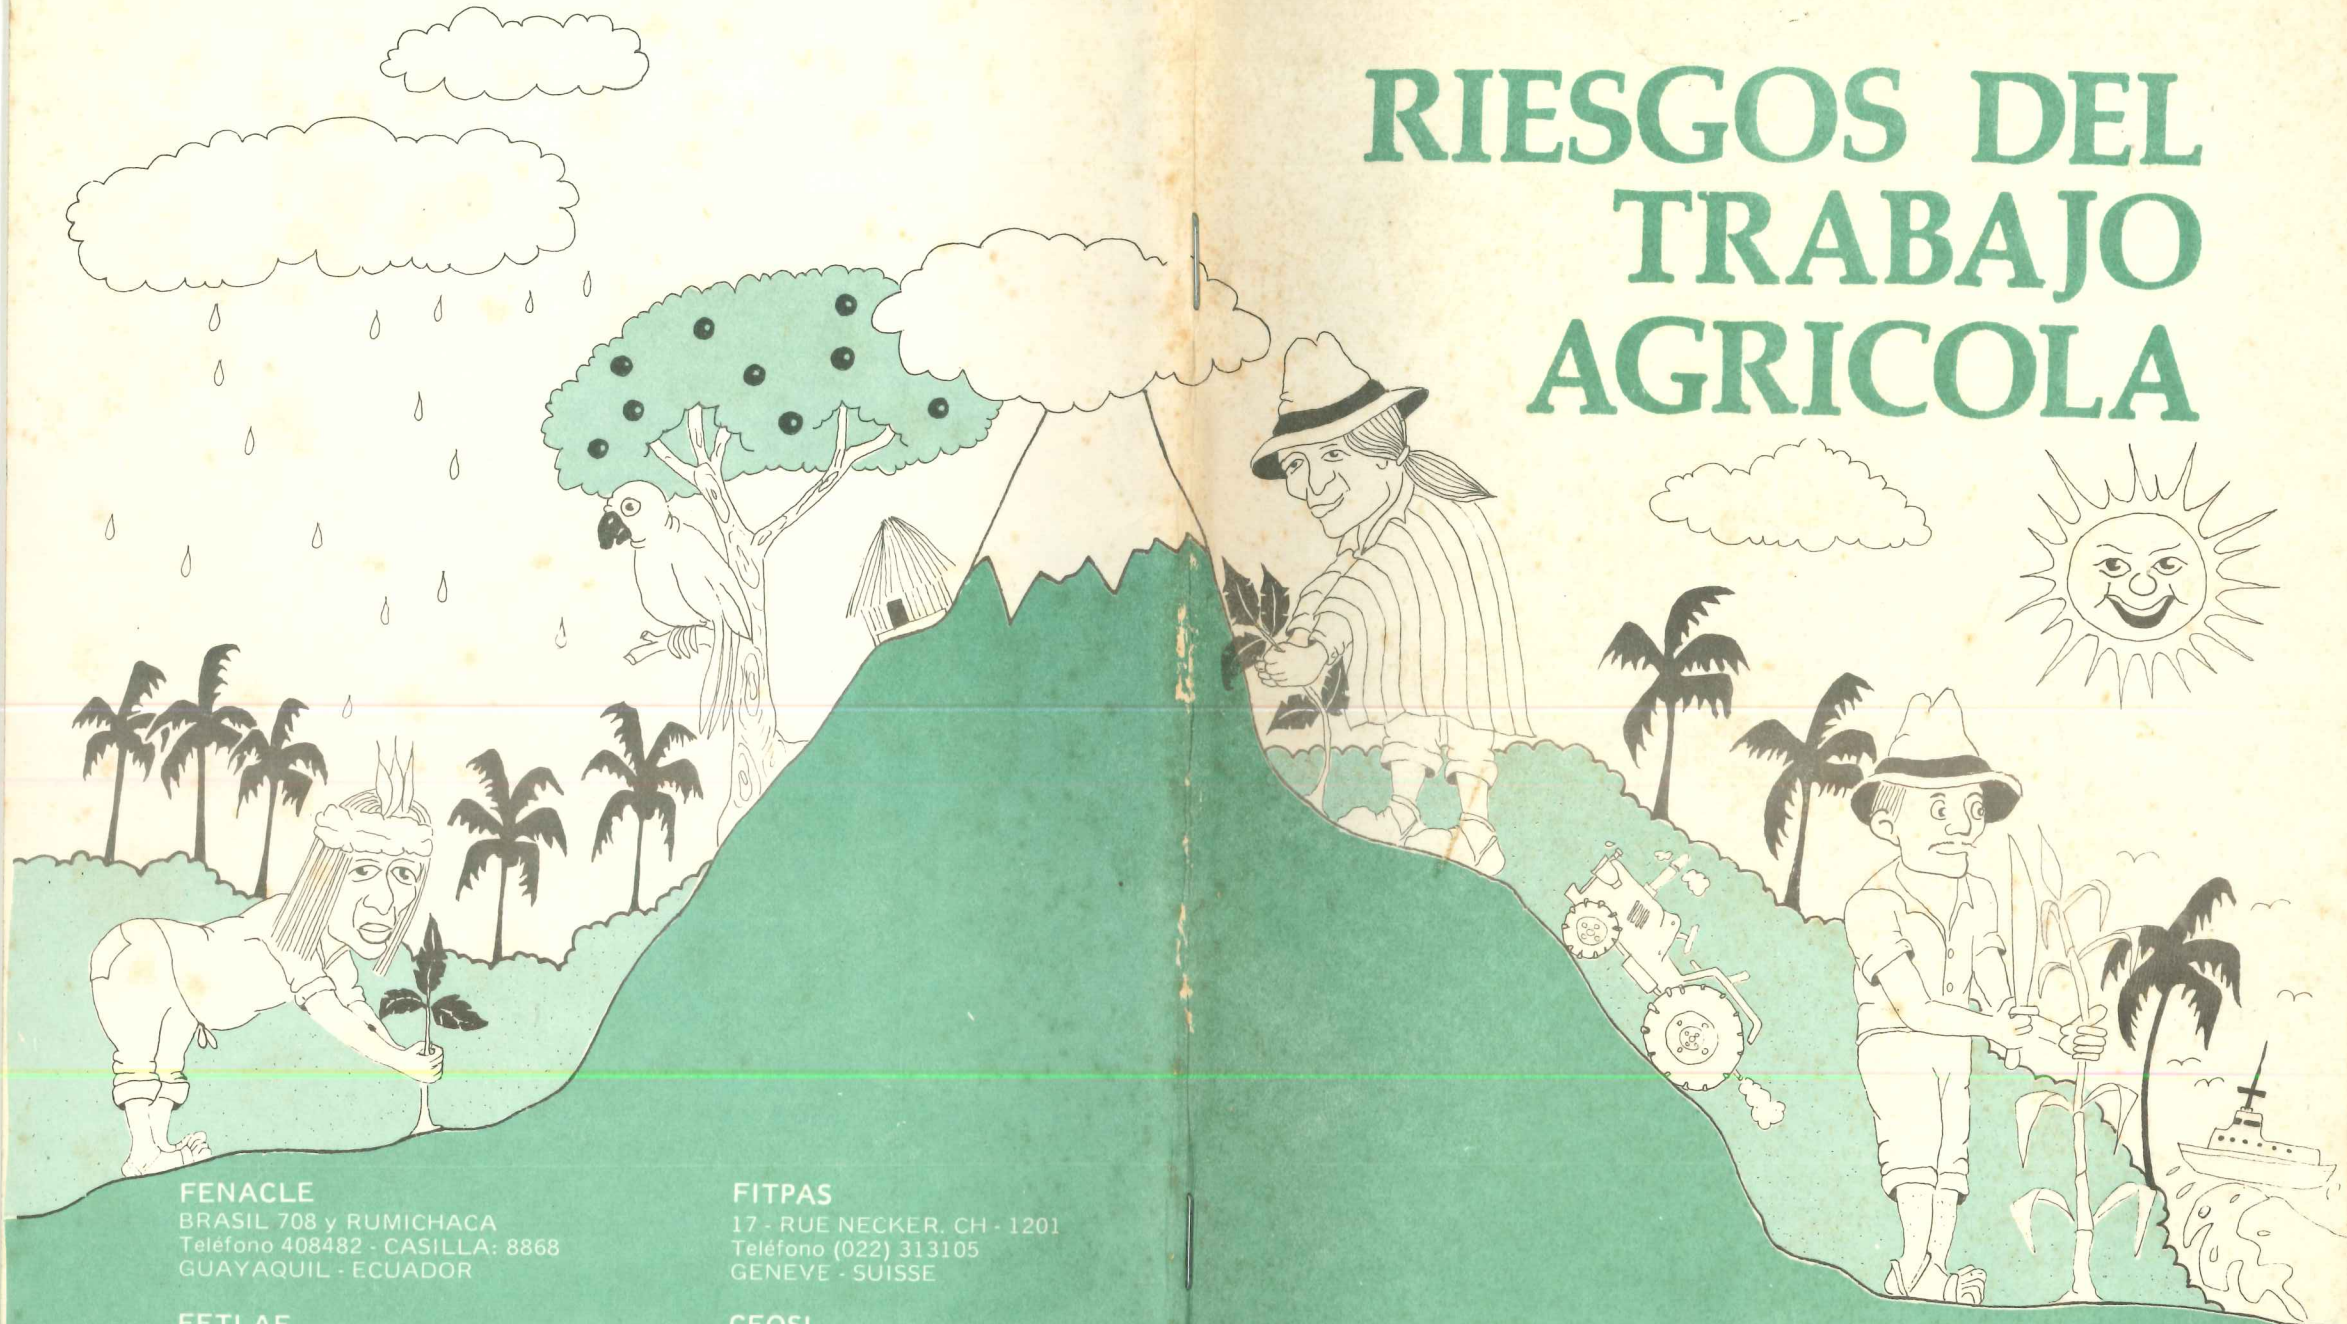 RIESGOS DEL
TRABAJO
AGRICOLA
FENACLE
BRASIL 708 y RUMICHACA
Teléfono 408482 - CASILLA: 8868
GUAYAQUIL - ECUADOR
FITPAS
17 - RUE NECKER. CH - 1201
Teléfono (022) 313105
GENEVE - SUISSE